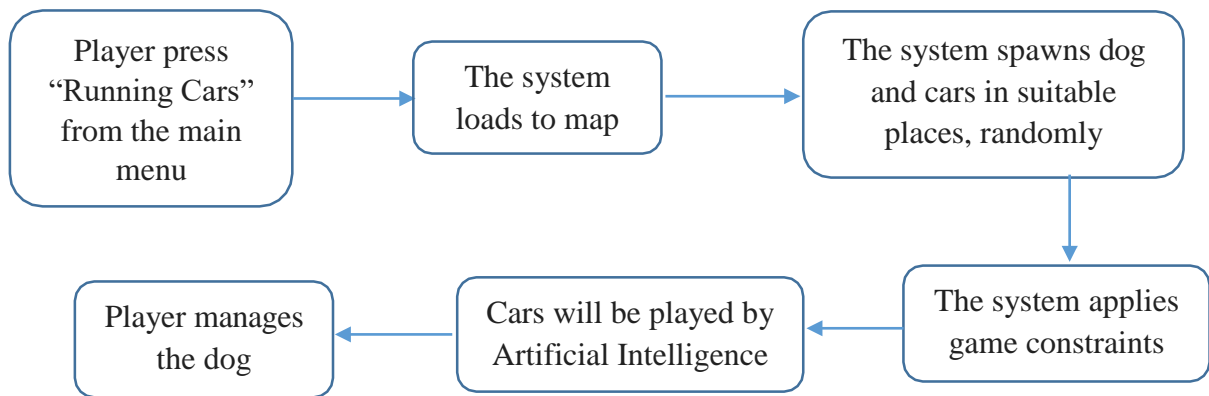 Player press
“Running Cars”
from the main
menu
The system
loads to map
The system spawns dog
and cars in suitable
places, randomly
The system applies
game constraints
Cars will be played by
Artificial Intelligence
Player manages
the dog